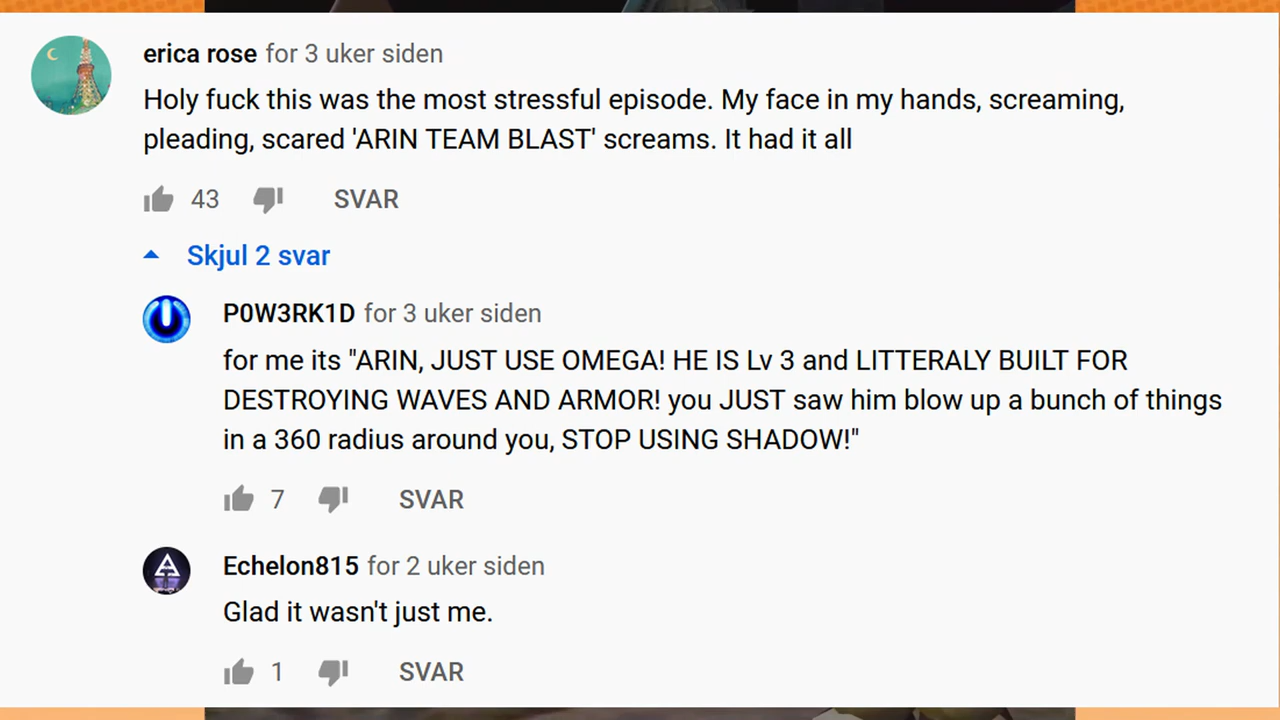 erica rose for 3 uker siden
Holy fuck this was the most stressful episode. My face in my hands, screaming,
pleading, scared 'ARIN TEAM BLAST' screams. It had it all
43 SVAR
Skjul 2 svar
P0W3RK1D for 3 uker siden
for me its "ARIN, JUST USE OMEGA! HE IS Lv 3 and LITTERALY BUILT FOR
DESTROYING WAVES AND ARMOR! you JUST saw him blow up a bunch of things
in a 360 radius around you, STOP USING SHADOW!"
7 SVAR
Echelon815 for 2 uker siden
Glad it wasn't just me.
1 SVAR